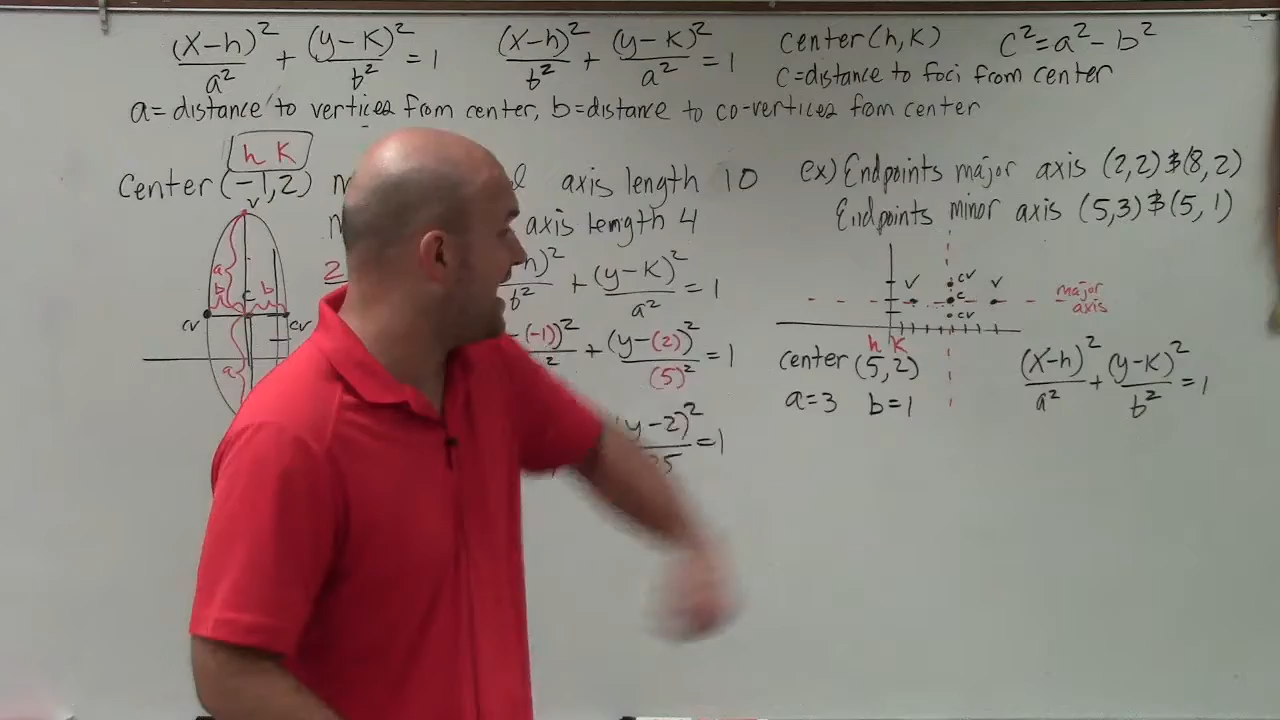 (x-h)²/a² + (y-k)²/b² = 1 (x-h)²/b² + (y-k)²/a² = 1 center (h,k) c²=a²-b²
c=distance to foci from center
a=distance to vertices from center, b=distance to co-vertices from center
h k
center (-1,2) axis length 10
axis length 4
v
a
b c b
cv cv
a
2
b² + (y-k)²/a² = 1
-(-1))² + (y-(2))²/(5)² = 1
(y-2)² = 1
ex) Endpoints major axis (2,2) & (8,2)
Endpoints minor axis (5,3) & (5,1)
v cv v
c
cv
major
axis
h k
center (5,2)
a=3 b=1
(x-h)²/a² + (y-k)²/b² = 1